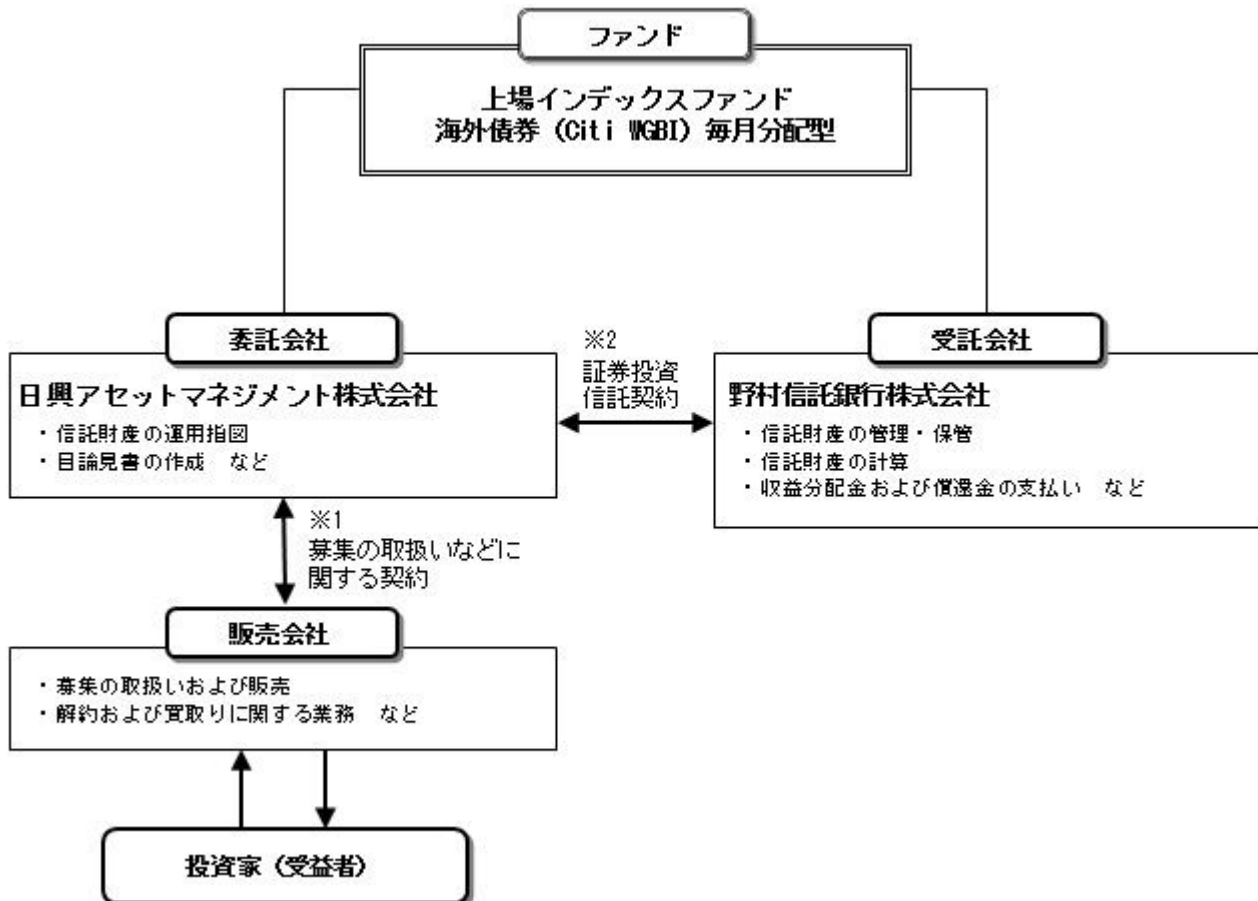 ファンド
上場インデックスファンド
海外債券（Citi WGBI）毎月分配型
委託会社
日興アセットマネジメント株式会社
・信託財産の運用指図
・目論見書の作成　など
※2
証券投資
信託契約
受託会社
野村信託銀行株式会社
・信託財産の管理・保管
・信託財産の計算
・収益分配金および償還金の支払い　など
※1
募集の取扱いなどに
関する契約
販売会社
・募集の取扱いおよび販売
・解約および買取りに関する業務　など
投資家（受益者）